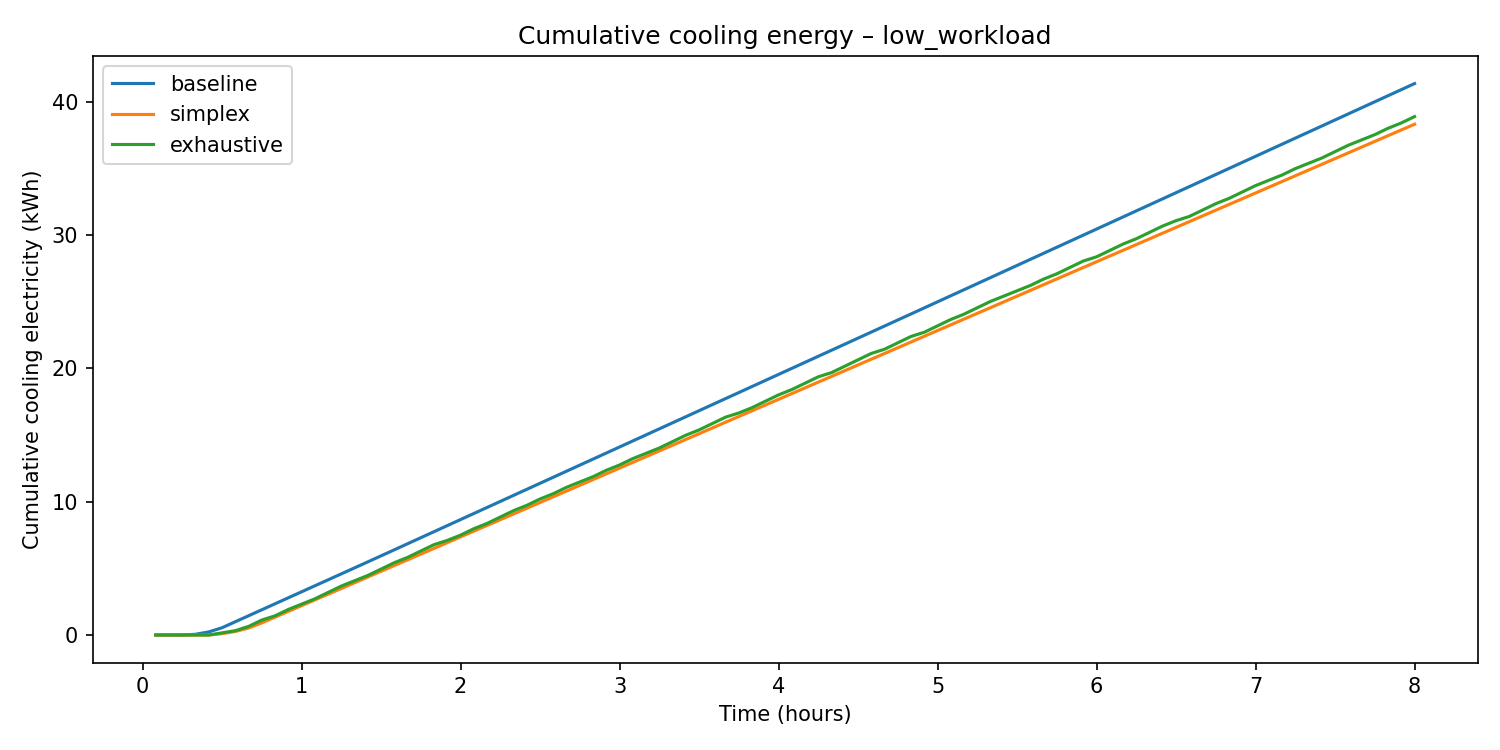 Cumulative cooling energy – low_workload
baseline
simplex
exhaustive
Cumulative cooling electricity (kWh)
40
30
20
10
0
0 1 2 3 4 5 6 7 8
Time (hours)